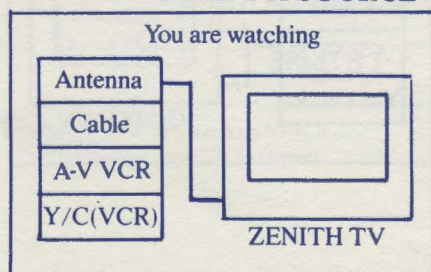 You are watching
Antenna
Cable
A-V VCR
Y/C(VCR)
ZENITH TV